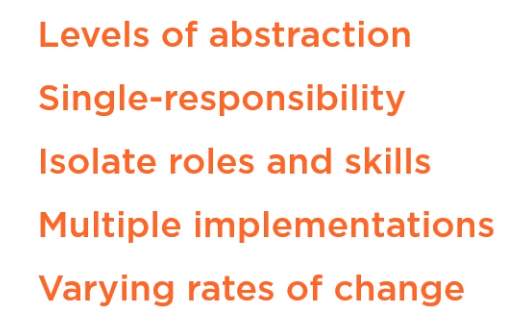 Levels of abstraction
Single-responsibility
Isolate roles and skills
Multiple implementations
Varying rates of change